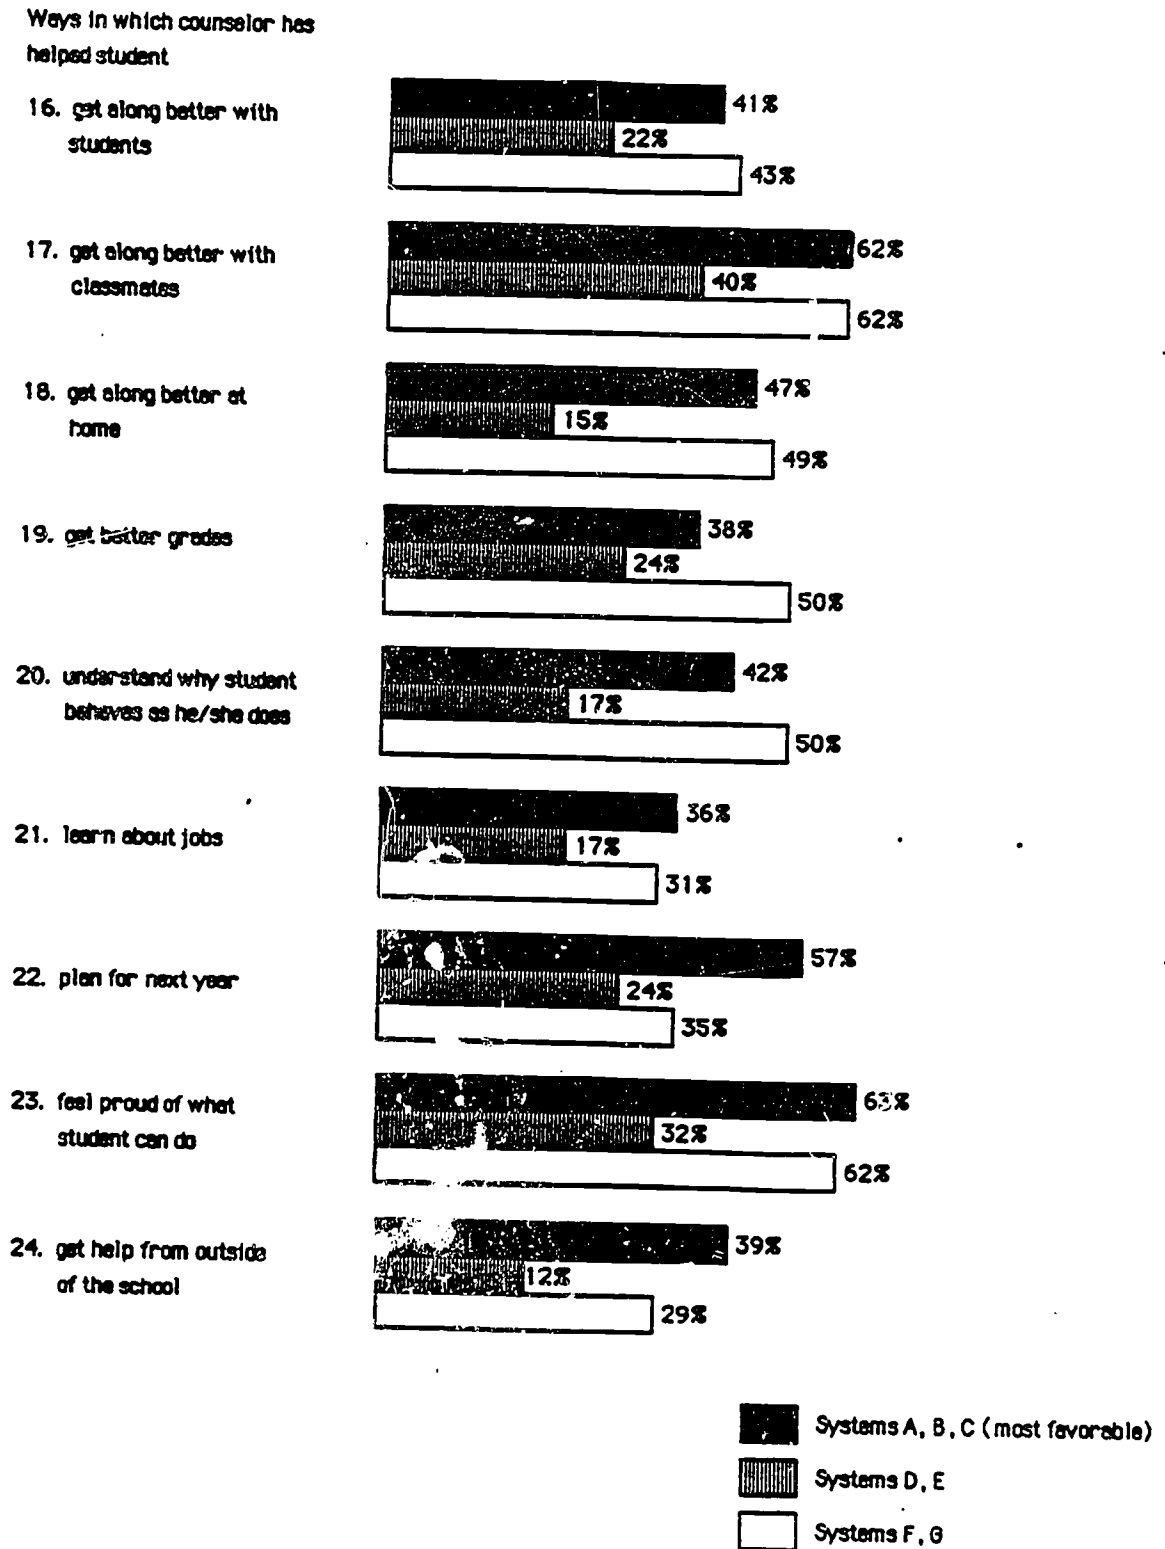 Ways in which counselor has
helped student
16. get along better with
students
41%
22%
43%
17. get along better with
classmates
62%
40%
62%
18. get along better at
home
47%
15%
49%
19. get better grades
38%
24%
50%
20. understand why student
behaves as he/she does
42%
17%
50%
21. learn about jobs
36%
17%
31%
22. plan for next year
57%
24%
35%
23. feel proud of what
student can do
63%
32%
62%
24. get help from outside
of the school
39%
12%
29%
Systems A, B, C (most favorable)
Systems D, E
Systems F, G